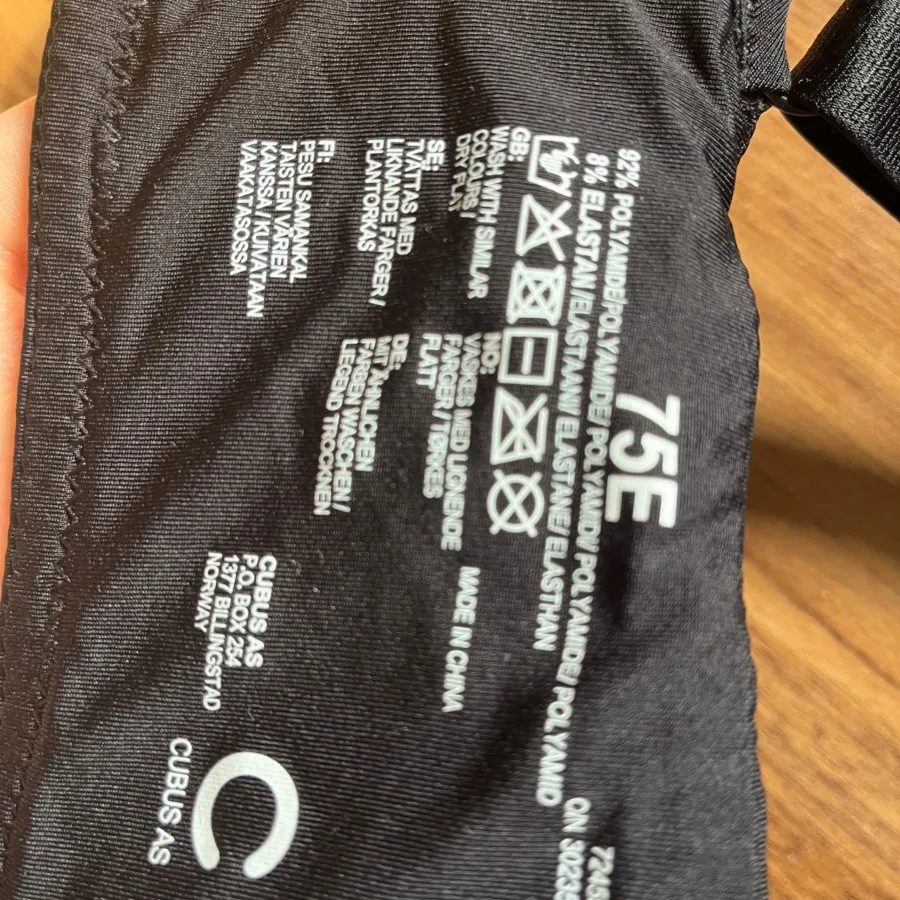 75E
92% POLYAMIDE/POLYAMIDE/ POLYAMIDI/ POLYAMIDE/ POLYAMID
8% ELASTAN/ELASTAANI/ ELASTANE/ ELASTHAN
GB:
WASH WITH SIMILAR
COLOURS /
DRY FLAT
NO:
VASKES MED LIGNENDE
FARGER / TØRKES
FLATT
SE:
TVÄTTAS MED
LIKNANDE FÄRGER /
PLANTORKAS
DE:
MIT ÄHNLICHEN
FARBEN WASCHEN /
LIEGEND TROCKNEN
FI:
PESU SAMANKAL
TAISTEN VÄRIEN
KANSSA / KUIVATAAN
VAAKATASOSSA
MADE IN CHINA
CUBUS AS
P.O. BOX 254
1377 BILLINGSTAD
NORWAY
C
CUBUS AS
7245
ON 30235